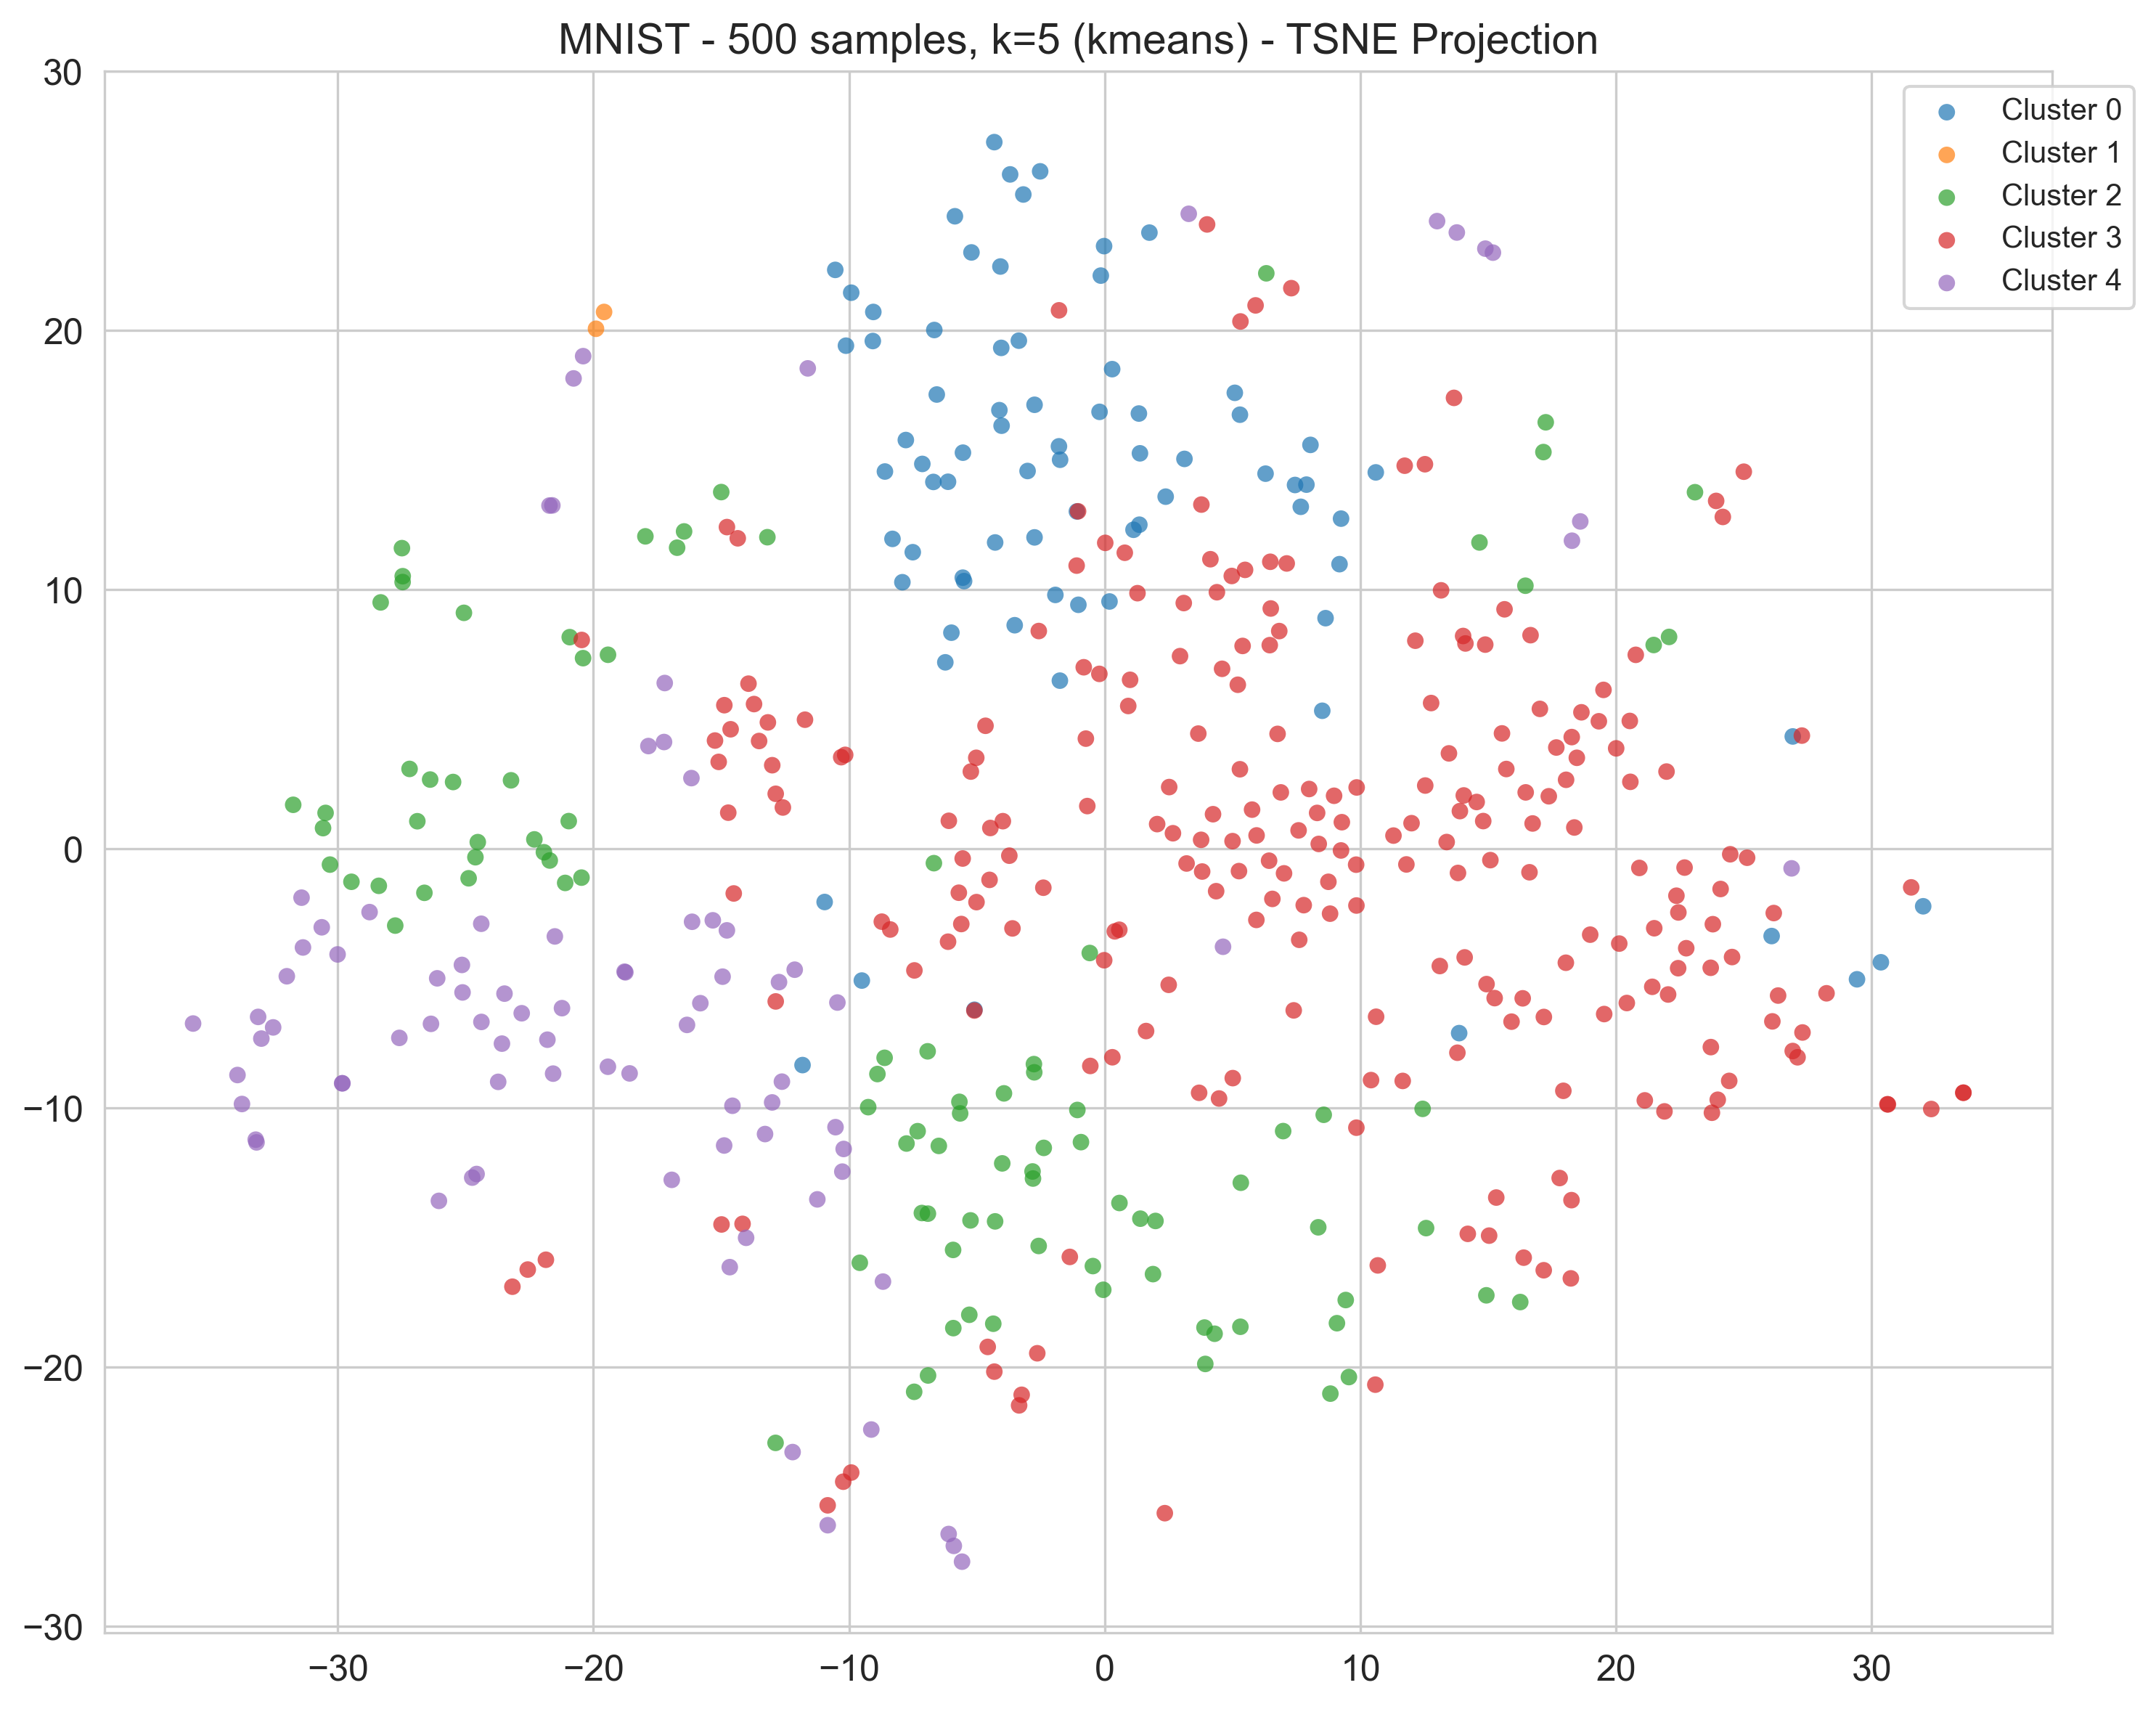 MNIST - 500 samples, k=5 (kmeans) - TSNE Projection
30
20
10
0
−10
−20
−30
−30 −20 −10 0 10 20 30
Cluster 0
Cluster 1
Cluster 2
Cluster 3
Cluster 4